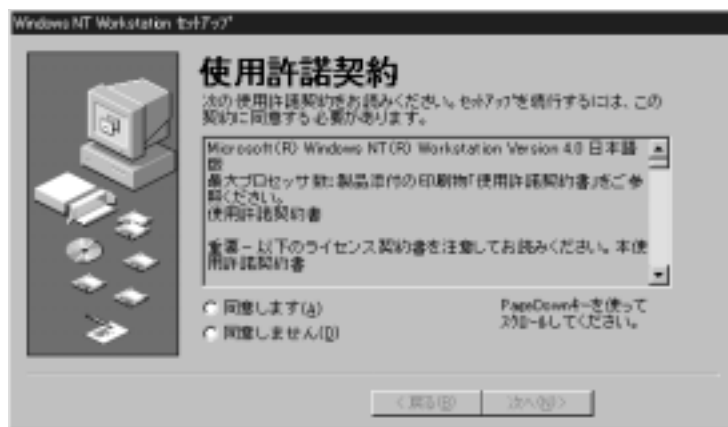 Windows NT Workstation ｾｯﾄｱｯﾌﾟ
使用許諾契約
次の使用許諾契約をお読みください。ｾｯﾄｱｯﾌﾟを続行するには、この
契約に同意する必要があります。
Microsoft(R) Windows NT(R) Workstation Version 4.0 日本語
版
最大プロセッサ数: 製品添付の印刷物｢使用許諾契約書｣をご参
照ください。
使用許諾契約書
重要－以下のライセンス契約書を注意してお読みください。本使
用許諾契約書
同意します(A)
同意しません(D)
PageDownｷｰを使って
ｽｸﾛｰﾙしてください。
< 戻る(B)
次へ(N)>